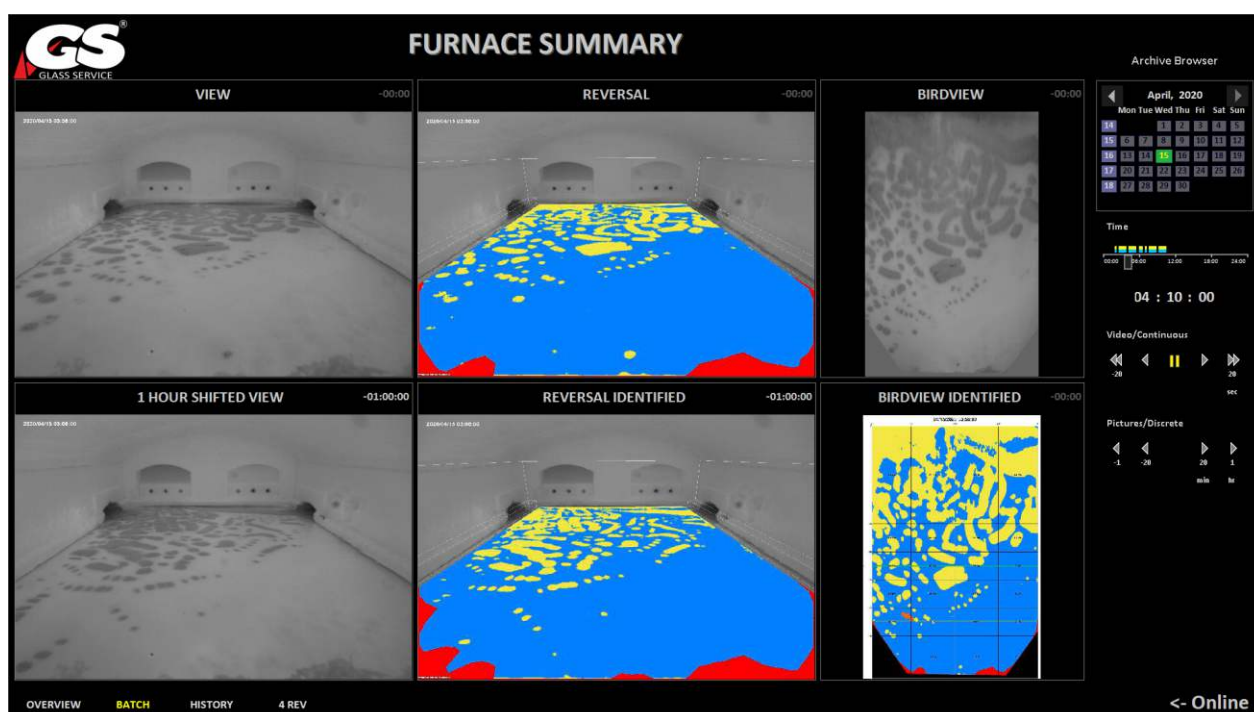 GS®
GLASS SERVICE
FURNACE SUMMARY
VIEW -00:00
REVERSAL -00:00
BIRDVIEW -00:00
1 HOUR SHIFTED VIEW -01:00:00
REVERSAL IDENTIFIED -01:00:00
BIRDVIEW IDENTIFIED -00:00
Archive Browser
April, 2020
Mon Tue Wed Thu Fri Sat Sun
14 1 2 3 4 5
15 6 7 8 9 10 11 12
16 13 14 15 16 17 18 19
17 20 21 22 23 24 25 26
18 27 28 29 30
Time
00:00 06:00 12:00 18:00 24:00
04 : 10 : 00
Video/Continuous
-20 20
sec
Pictures/Discrete
-1 -20 20 1
min hr
OVERVIEW BATCH HISTORY 4 REV
<- Online